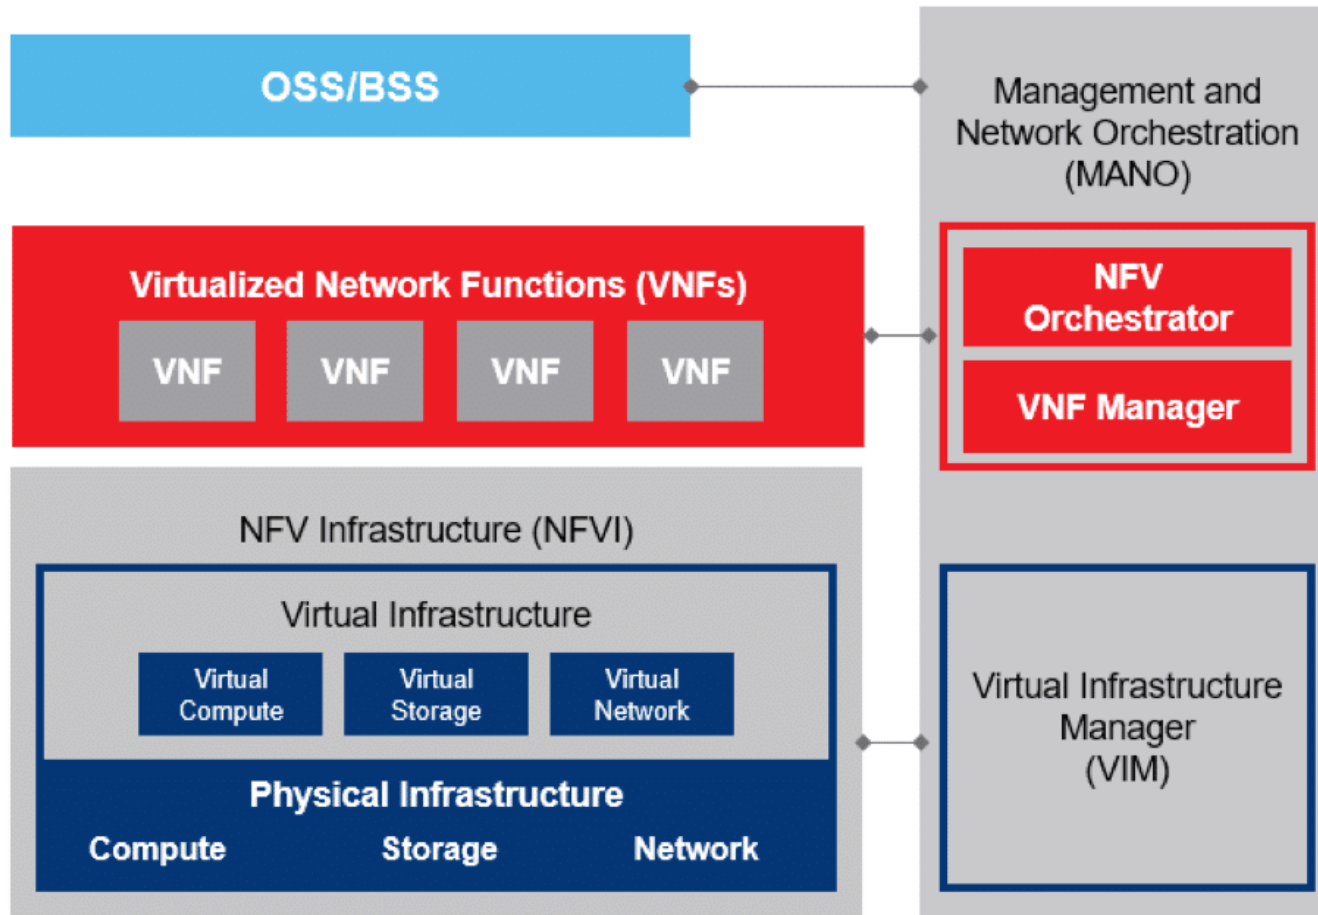 OSS/BSS
Management and
Network Orchestration
(MANO)
Virtualized Network Functions (VNFs)
VNF VNF VNF VNF
NFV
Orchestrator
VNF Manager
NFV Infrastructure (NFVI)
Virtual Infrastructure
Virtual
Compute
Virtual
Storage
Virtual
Network
Physical Infrastructure
Compute Storage Network
Virtual Infrastructure
Manager
(VIM)